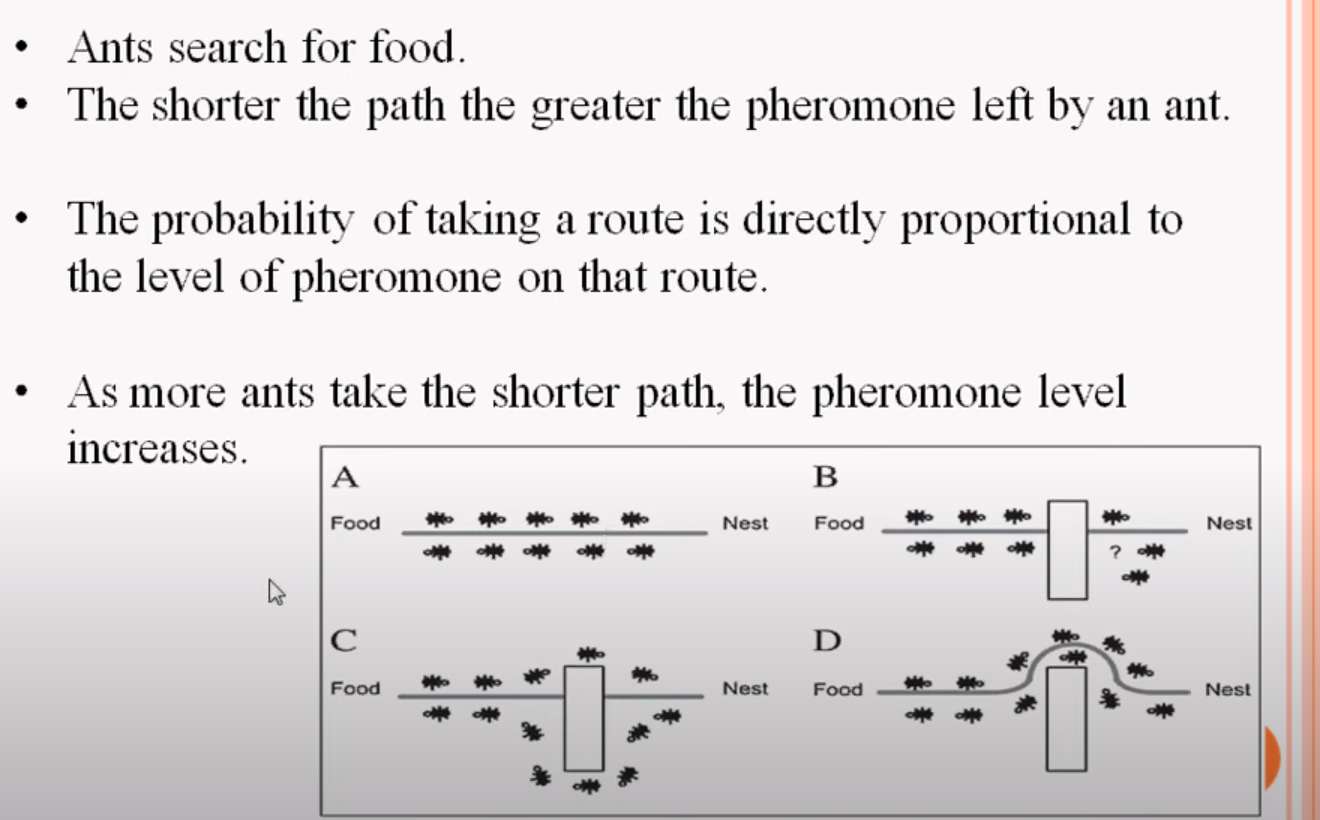 • Ants search for food.
• The shorter the path the greater the pheromone left by an ant.
• The probability of taking a route is directly proportional to
the level of pheromone on that route.
• As more ants take the shorter path, the pheromone level
increases.
A
Food
Nest
B
Food
?
Nest
C
Food
Nest
D
Food
Nest